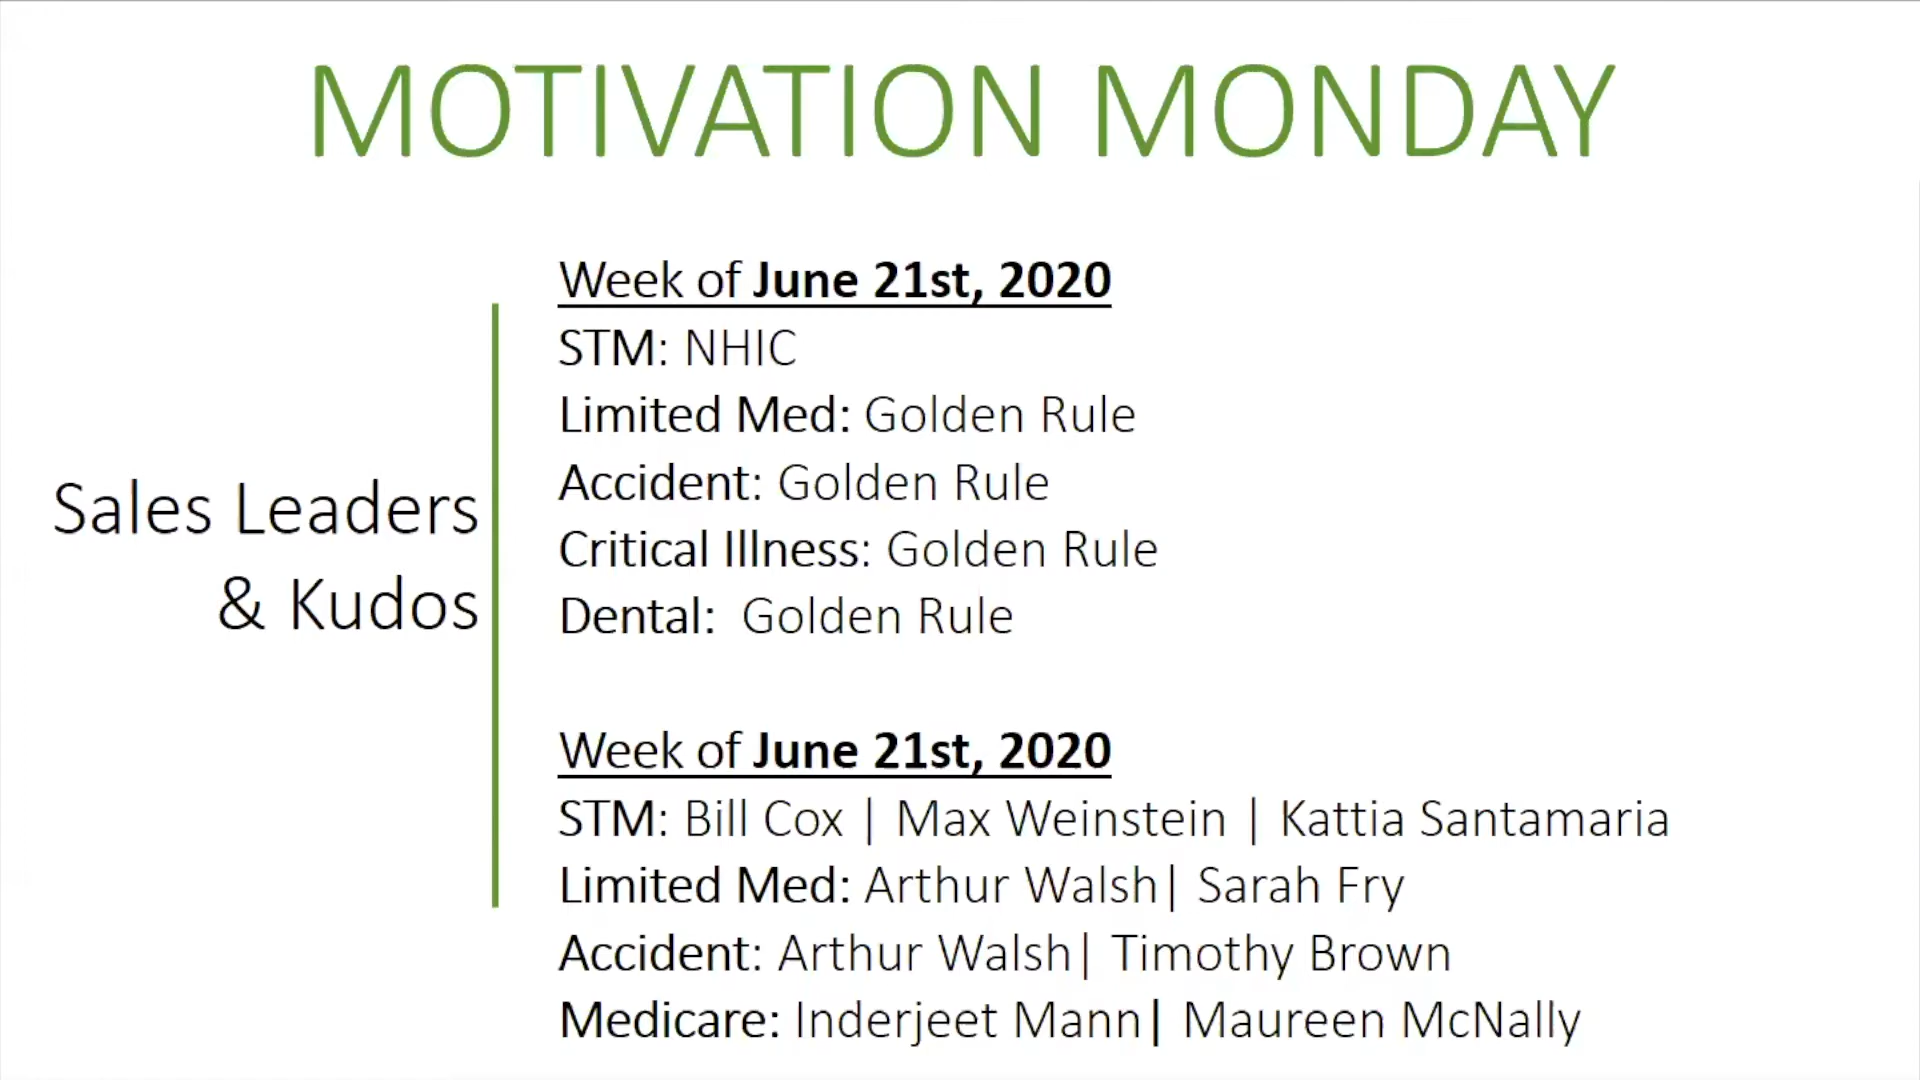 MOTIVATION MONDAY
Sales Leaders
& Kudos
Week of June 21st, 2020
STM: NHIC
Limited Med: Golden Rule
Accident: Golden Rule
Critical Illness: Golden Rule
Dental:  Golden Rule
Week of June 21st, 2020
STM: Bill Cox | Max Weinstein | Kattia Santamaria
Limited Med: Arthur Walsh| Sarah Fry
Accident: Arthur Walsh| Timothy Brown
Medicare: Inderjeet Mann| Maureen McNally